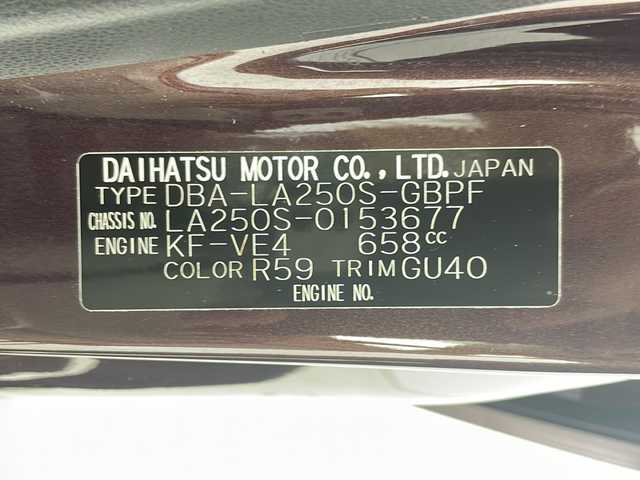 DAIHATSU MOTOR CO.,LTD. JAPAN
TYPE DBA-LA250S-GBPF
CHASSIS NO. LA250S-0153677
ENGINE KF-VE4 658cc
COLOR R59 TRIM GU40
ENGINE NO.